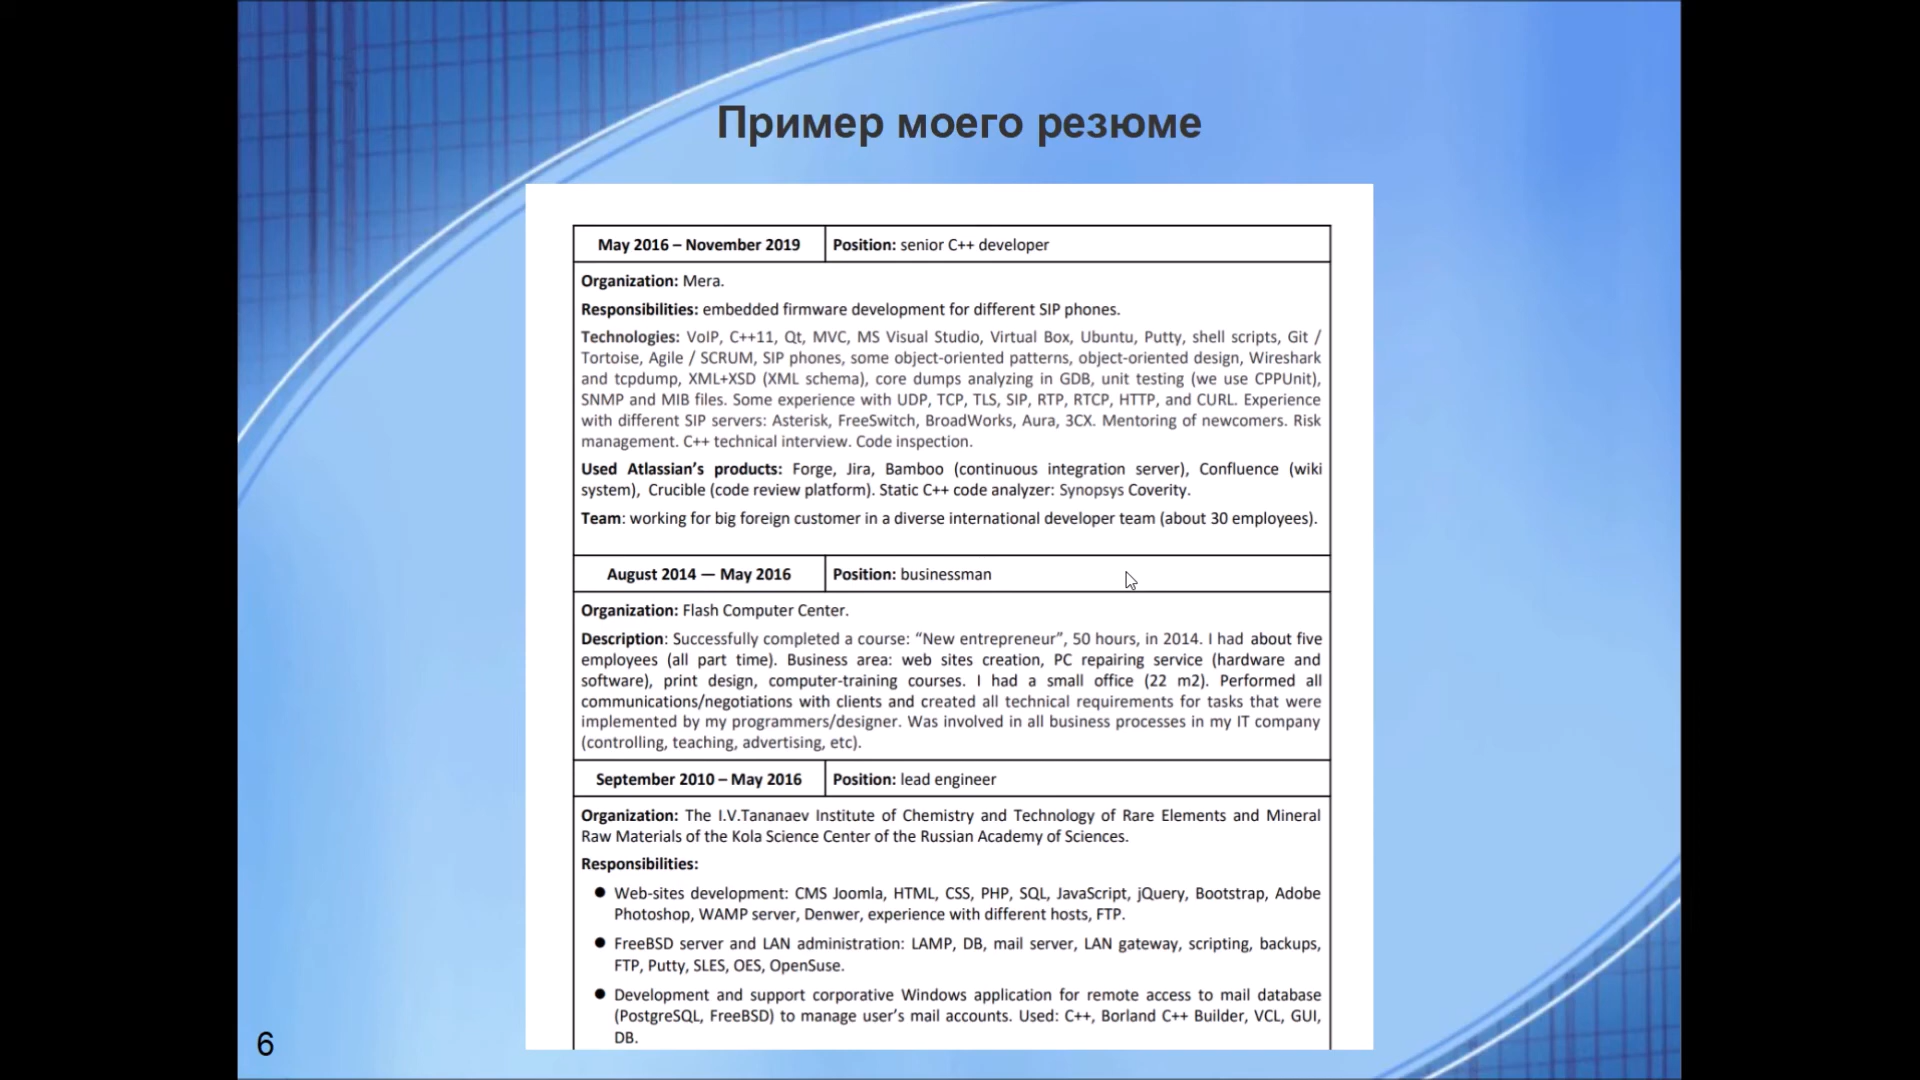 Пример моего резюме
May 2016 – November 2019
Position: senior C++ developer
Organization: Mera.
Responsibilities: embedded firmware development for different SIP phones.
Technologies: VoIP, C++11, Qt, MVC, MS Visual Studio, Virtual Box, Ubuntu, Putty, shell scripts, Git /
Tortoise, Agile / SCRUM, SIP phones, some object-oriented patterns, object-oriented design, Wireshark
and tcpdump, XML+XSD (XML schema), core dumps analyzing in GDB, unit testing (we use CPPUnit),
SNMP and MIB files. Some experience with UDP, TCP, TLS, SIP, RTP, RTCP, HTTP, and CURL. Experience
with different SIP servers: Asterisk, FreeSwitch, BroadWorks, Aura, 3CX. Mentoring of newcomers. Risk
management. C++ technical interview. Code inspection.
Used Atlassian’s products: Forge, Jira, Bamboo (continuous integration server), Confluence (wiki
system), Crucible (code review platform). Static C++ code analyzer: Synopsys Coverity.
Team: working for big foreign customer in a diverse international developer team (about 30 employees).
August 2014 — May 2016
Position: businessman
Organization: Flash Computer Center.
Description: Successfully completed a course: “New entrepreneur”, 50 hours, in 2014. I had about five
employees (all part time). Business area: web sites creation, PC repairing service (hardware and
software), print design, computer-training courses. I had a small office (22 m2). Performed all
communications/negotiations with clients and created all technical requirements for tasks that were
implemented by my programmers/designer. Was involved in all business processes in my IT company
(controlling, teaching, advertising, etc).
September 2010 – May 2016
Position: lead engineer
Organization: The I.V.Tananaev Institute of Chemistry and Technology of Rare Elements and Mineral
Raw Materials of the Kola Science Center of the Russian Academy of Sciences.
Responsibilities:
● Web-sites development: CMS Joomla, HTML, CSS, PHP, SQL, JavaScript, jQuery, Bootstrap, Adobe
Photoshop, WAMP server, Denwer, experience with different hosts, FTP.
● FreeBSD server and LAN administration: LAMP, DB, mail server, LAN gateway, scripting, backups,
FTP, Putty, SLES, OES, OpenSuse.
● Development and support corporative Windows application for remote access to mail database
(PostgreSQL, FreeBSD) to manage user’s mail accounts. Used: C++, Borland C++ Builder, VCL, GUI,
DB.
6